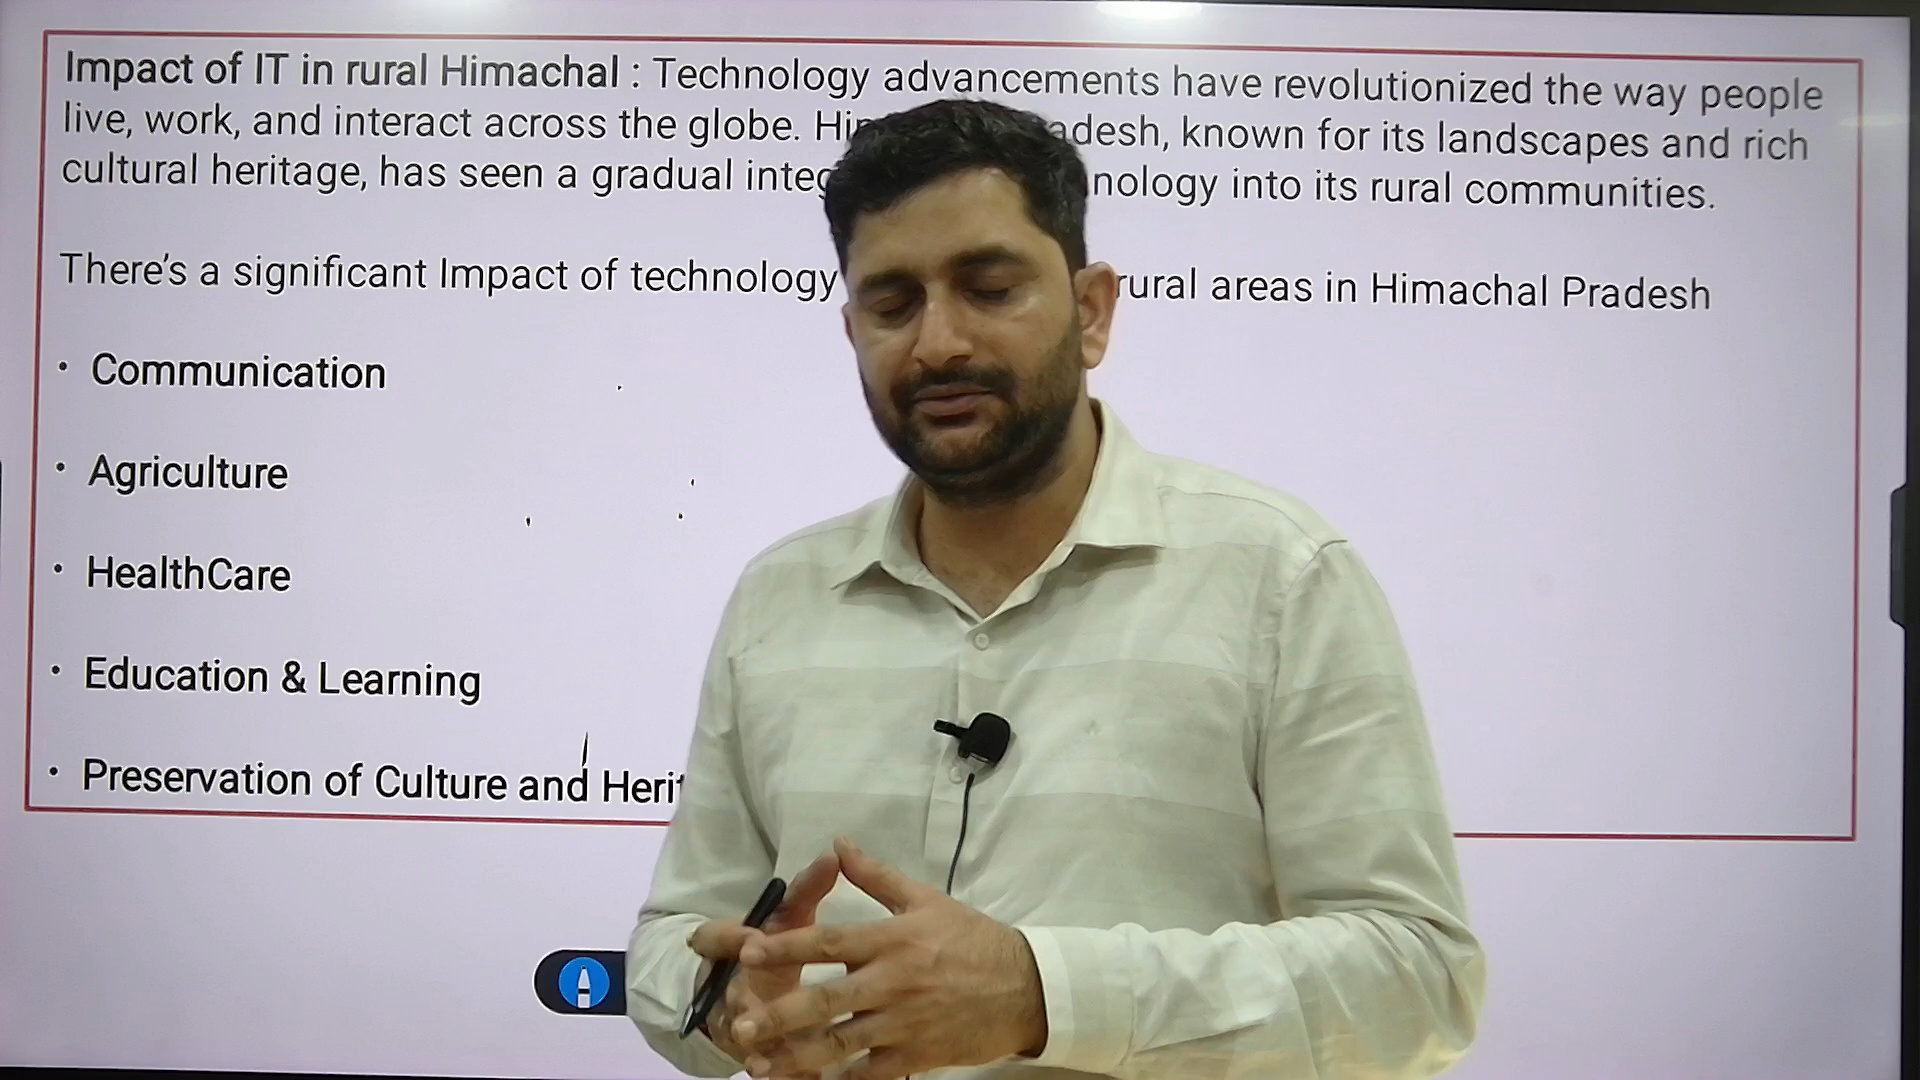 Impact of IT in rural Himachal : Technology advancements have revolutionized the way people
live, work, and interact across the globe. known for its landscapes and rich
cultural heritage, has seen a gradual into its rural communities.
There's a significant Impact of technology rural areas in Himachal Pradesh
• Communication
• Agriculture
• HealthCare
• Education & Learning
• Preservation of Culture and